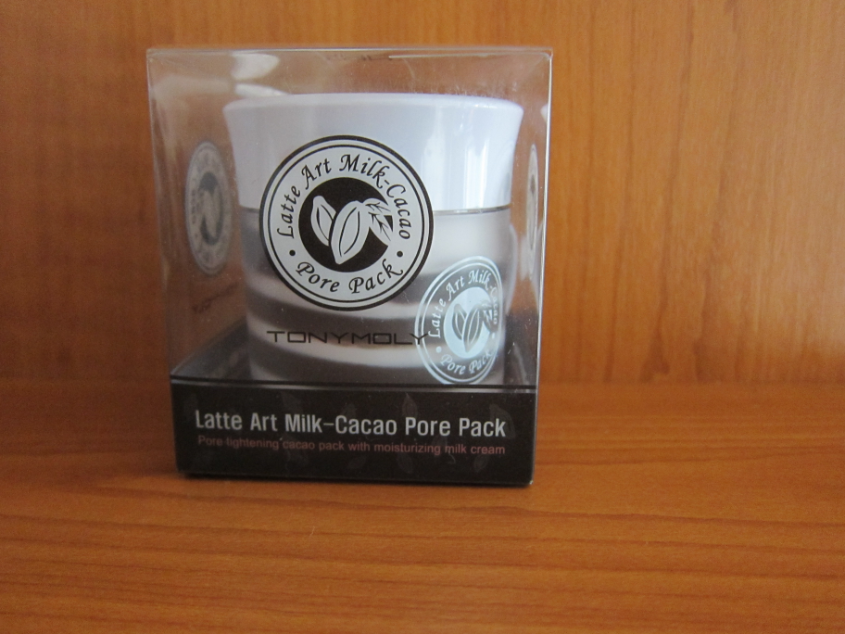 Latte Art Milk-Cacao
• Pore Pack •
Latte Art Milk-Cacao
• Pore Pack •
TONYMOLY
Latte Art Milk-Cacao Pore Pack
Pore tightening cacao pack with moisturizing milk cream